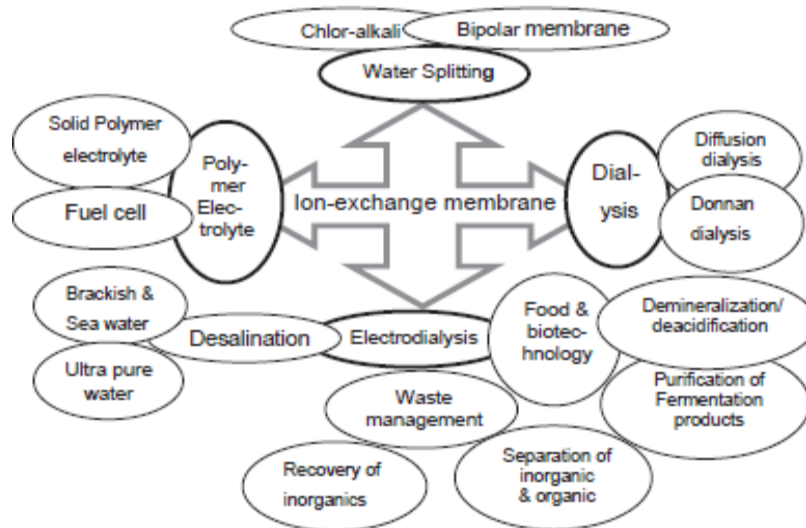 Chlor-alkali
Bipolar membrane
Water Splitting
Solid Polymer
electrolyte
Fuel cell
Poly-
mer
Elec-
trolyte
Ion-exchange membrane
Dial-
ysis
Diffusion
dialysis
Donnan
dialysis
Brackish &
Sea water
Ultra pure
water
Desalination
Electrodialysis
Food &
biotec-
hnology
Demineralization/
deacidification
Purification of
Fermentation
products
Waste
management
Recovery of
inorganics
Separation of
inorganic
& organic